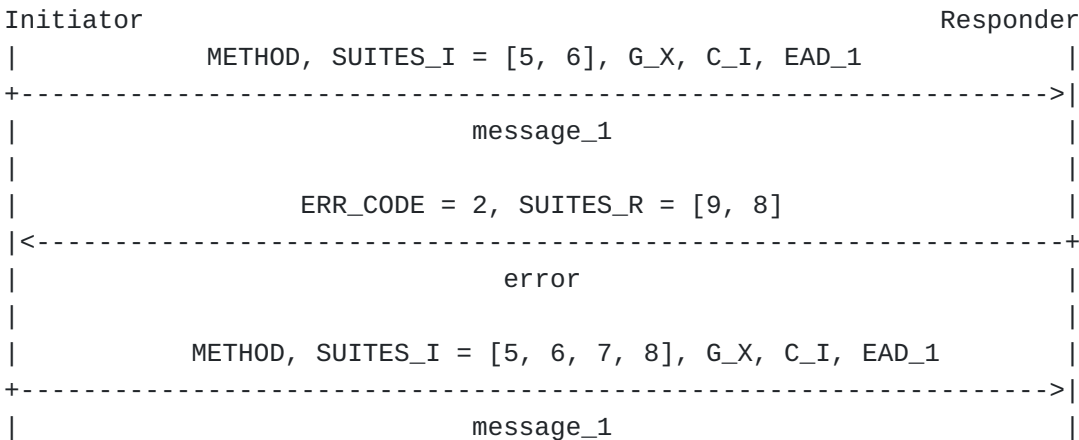 Initiator                                                   Responder
|            METHOD, SUITES_I = [5, 6], G_X, C_I, EAD_1             |
+------------------------------------------------------------------>|
|                             message_1                             |
|                                                                   |
|                  ERR_CODE = 2, SUITES_R = [9, 8]                  |
|<------------------------------------------------------------------+
|                               error                               |
|                                                                   |
|           METHOD, SUITES_I = [5, 6, 7, 8], G_X, C_I, EAD_1        |
+------------------------------------------------------------------>|
|                             message_1                             |